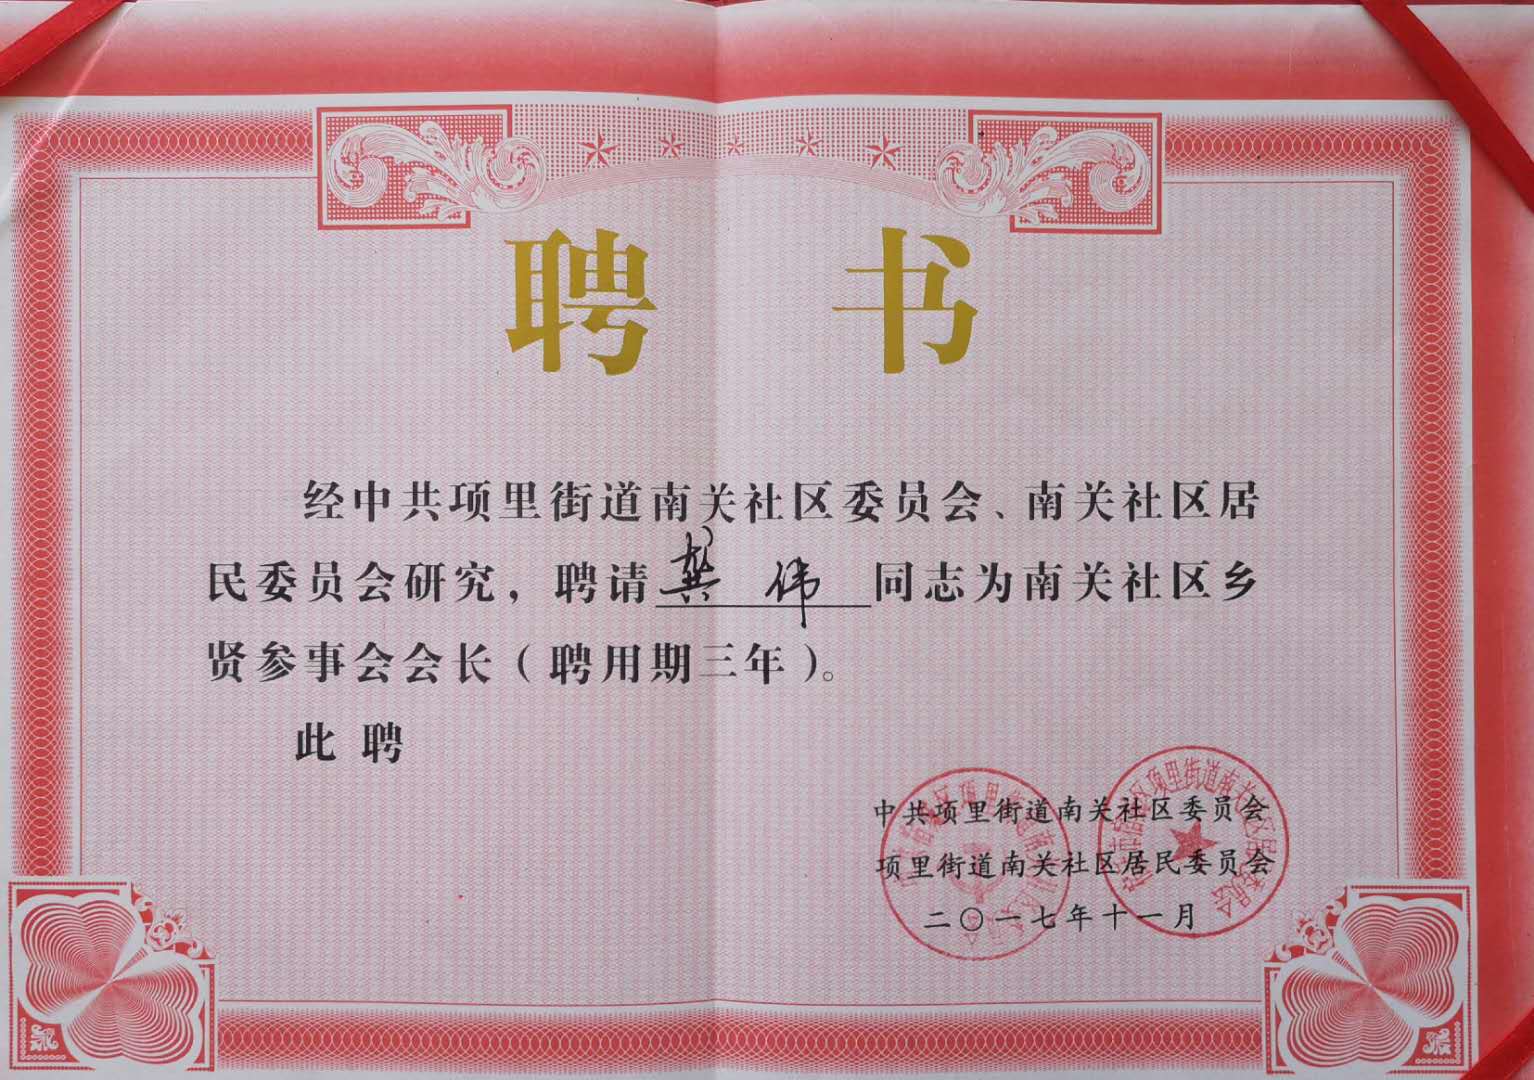 聘书
经中共项里街道南关社区委员会、南关社区居
民委员会研究，聘请龚伟同志为南关社区乡
贤参事会会长（聘用期三年）。
此聘
中共项里街道南关社区委员会
项里街道南关社区居民委员会
二〇一七年十一月